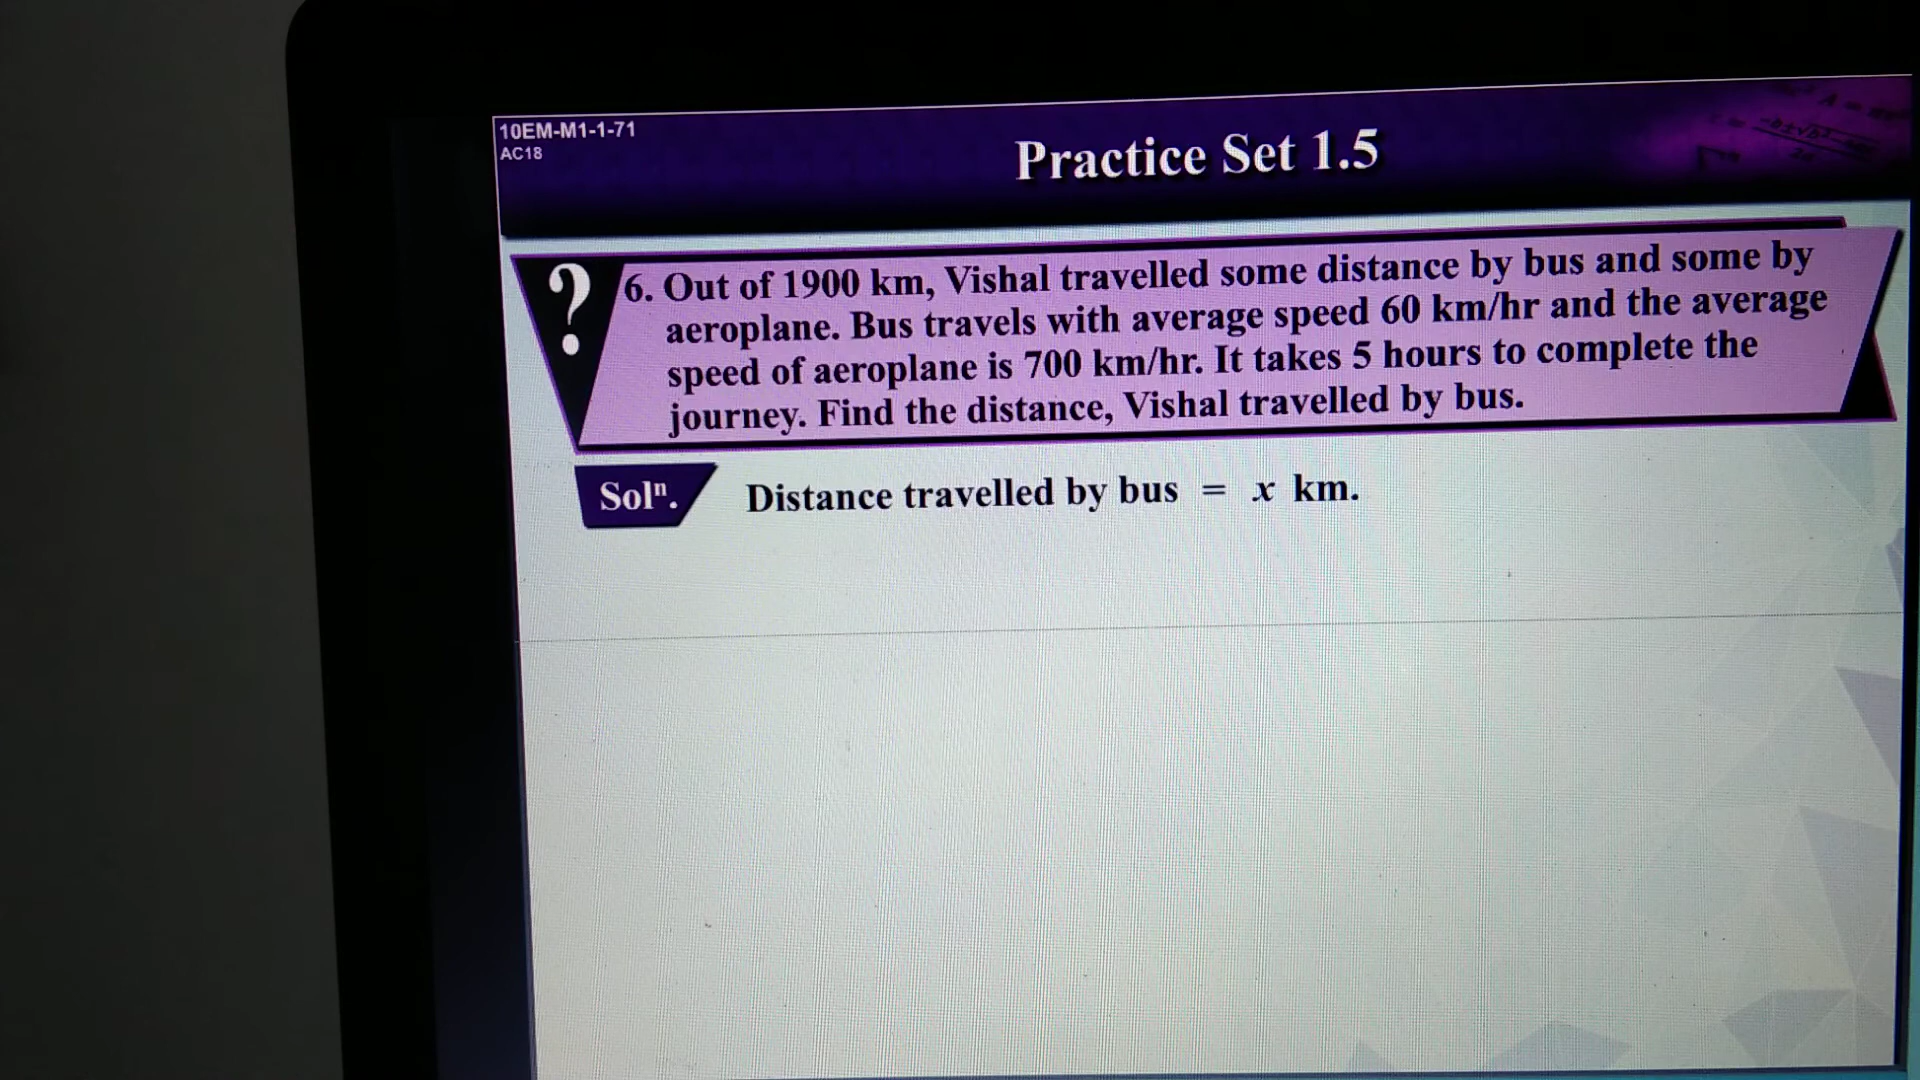 10EM-M1-1-71
AC18
Practice Set 1.5
?
6. Out of 1900 km, Vishal travelled some distance by bus and some by
aeroplane. Bus travels with average speed 60 km/hr and the average
speed of aeroplane is 700 km/hr. It takes 5 hours to complete the
journey. Find the distance, Vishal travelled by bus.
Solⁿ. Distance travelled by bus = x km.